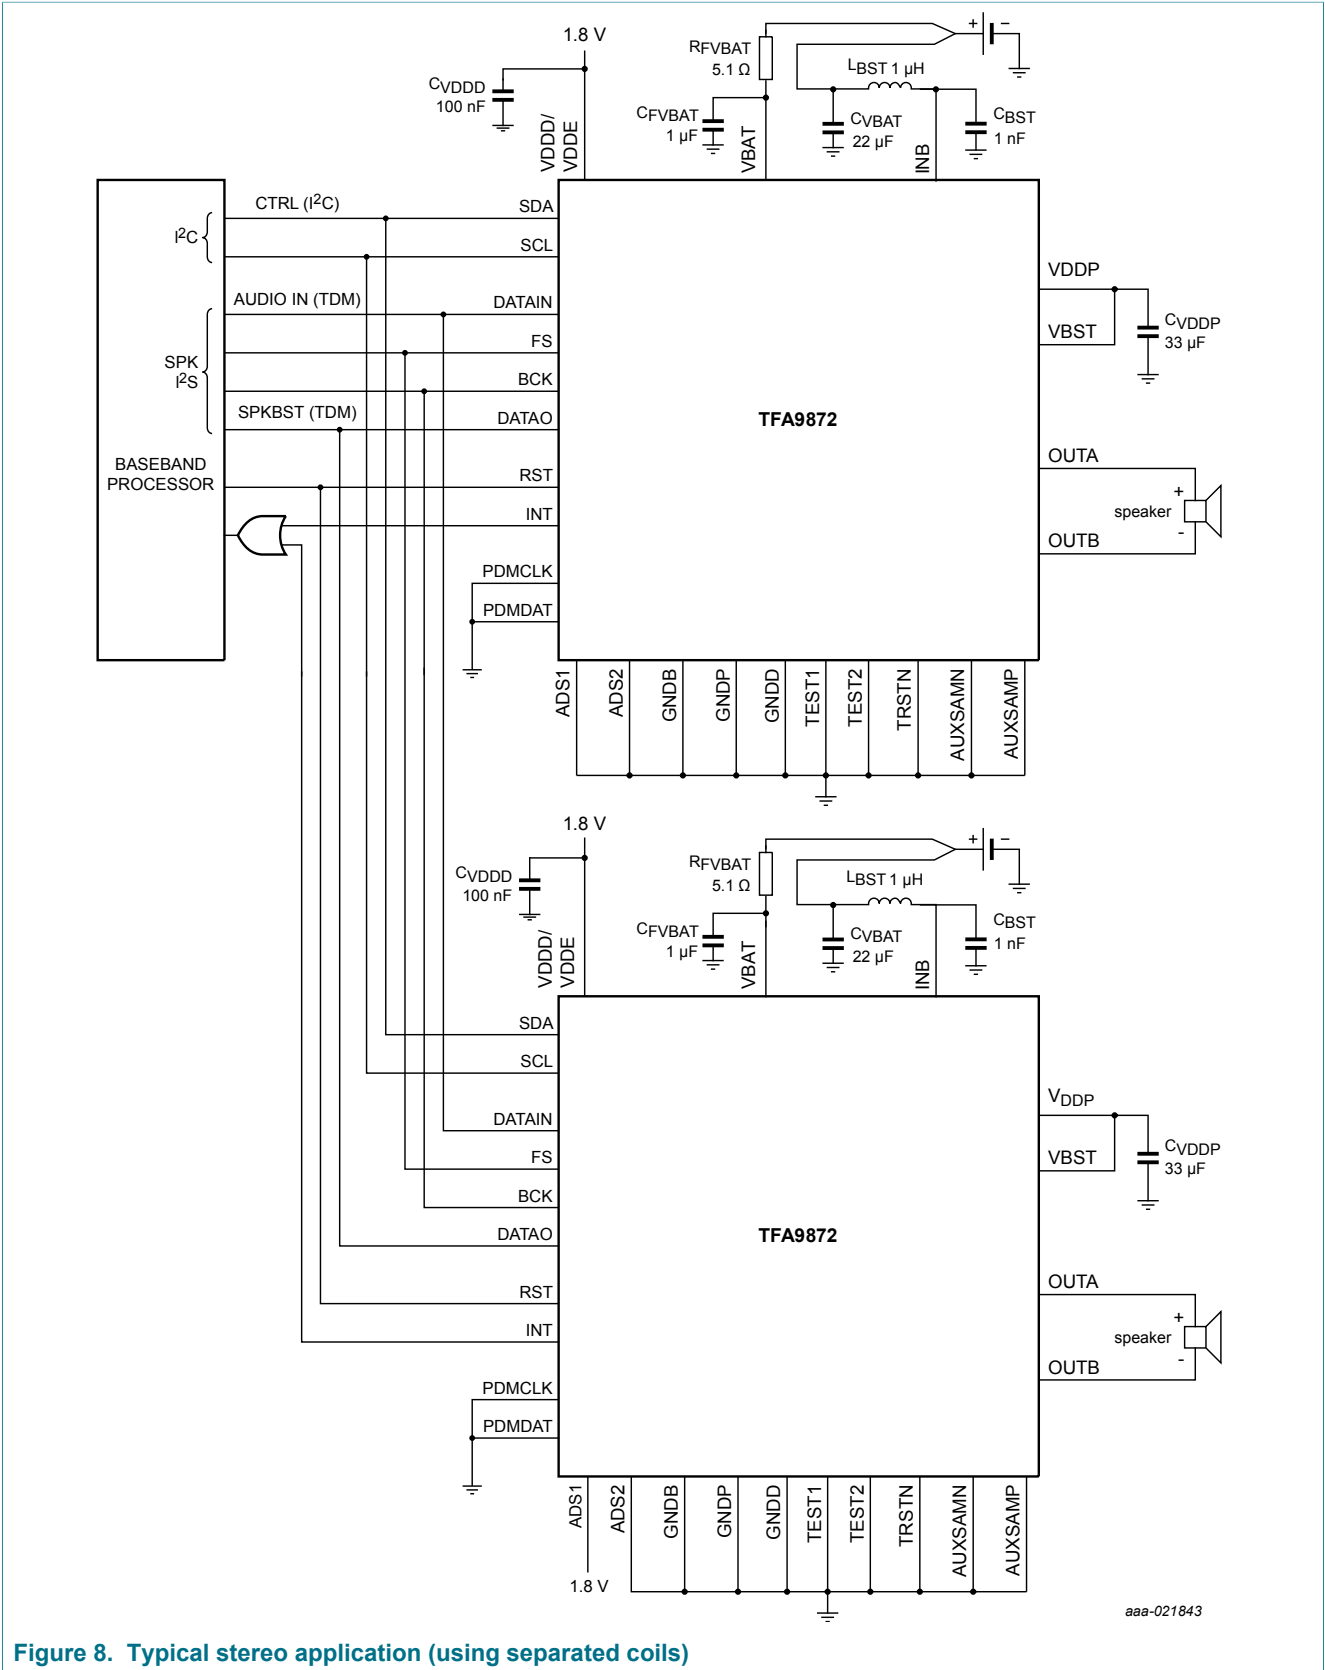 1.8 V
CVDDD
100 nF
VDDD/
VDDE
RFVBAT
5.1 Ω
CFVBAT
1 µF
VBAT
+ −
LBST 1 µH
CVBAT
22 µF
INB
CBST
1 nF
I2C
CTRL (I2C)
SDA
SCL
AUDIO IN (TDM)
DATAIN
FS
SPK
I2S
BCK
SPKBST (TDM)
DATAO
BASEBAND
PROCESSOR
RST
INT
PDMCLK
PDMDAT
TFA9872
VDDP
VBST
CVDDP
33 µF
OUTA
+
speaker
-
OUTB
ADS1
ADS2
GNDB
GNDP
GNDD
TEST1
TEST2
TRSTN
AUXSAMN
AUXSAMP
1.8 V
CVDDD
100 nF
VDDD/
VDDE
RFVBAT
5.1 Ω
CFVBAT
1 µF
VBAT
+ −
LBST 1 µH
CVBAT
22 µF
INB
CBST
1 nF
SDA
SCL
DATAIN
FS
BCK
DATAO
RST
INT
PDMCLK
PDMDAT
TFA9872
VDDP
VBST
CVDDP
33 µF
OUTA
+
speaker
-
OUTB
ADS1
ADS2
GNDB
GNDP
GNDD
TEST1
TEST2
TRSTN
AUXSAMN
AUXSAMP
1.8 V
aaa-021843
Figure 8. Typical stereo application (using separated coils)